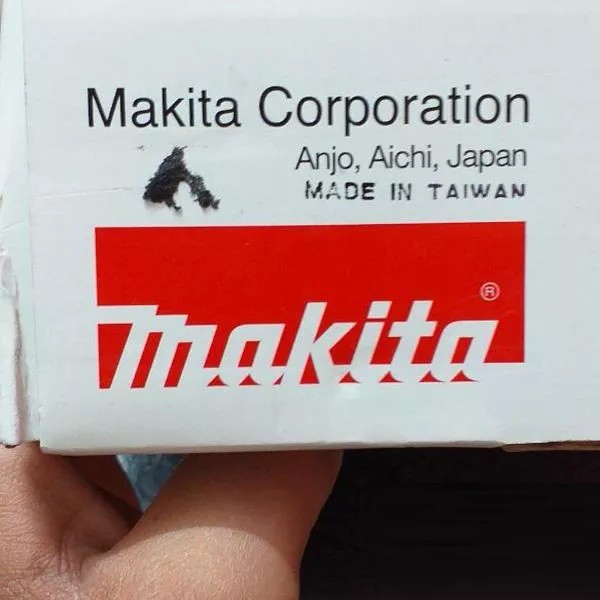 Makita Corporation
Anjo, Aichi, Japan
MADE IN TAIWAN
makita®